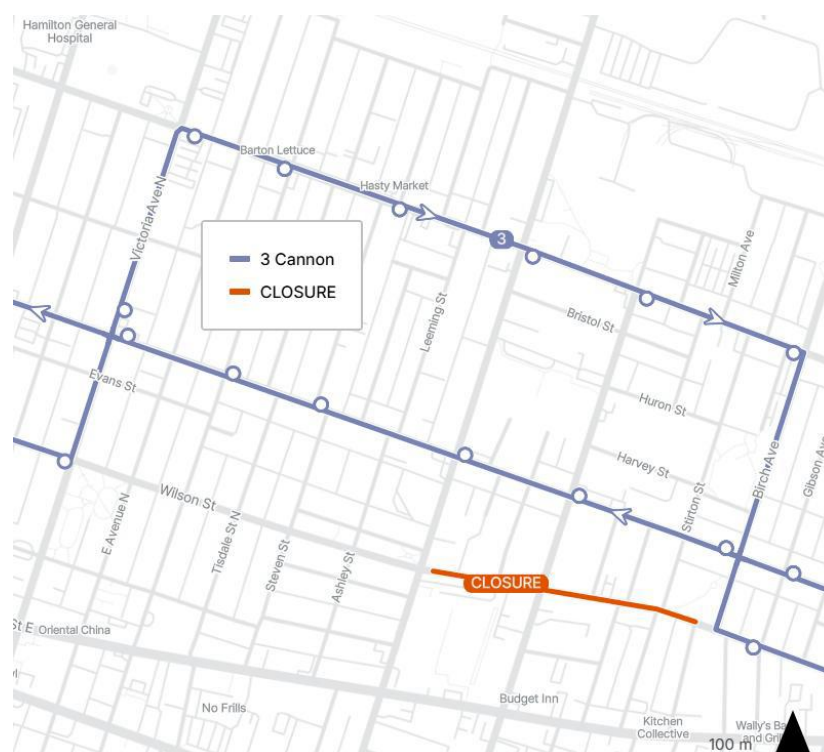 Hamilton General
Hospital
Barton Lettuce
Hasty Market
Victoria Ave N
3
3 Cannon
CLOSURE
Milton Ave
Leeming St
Bristol St
Evans St
Huron St
Harvey St
Birch Ave
Gibson Ave
Wilson St
Stirton St
E Avenue N
Tisdale St N
Steven St
Ashley St
CLOSURE
St E
Oriental China
No Frills
Budget Inn
Kitchen
Collective
Wally's Ba
and Gri
100 m